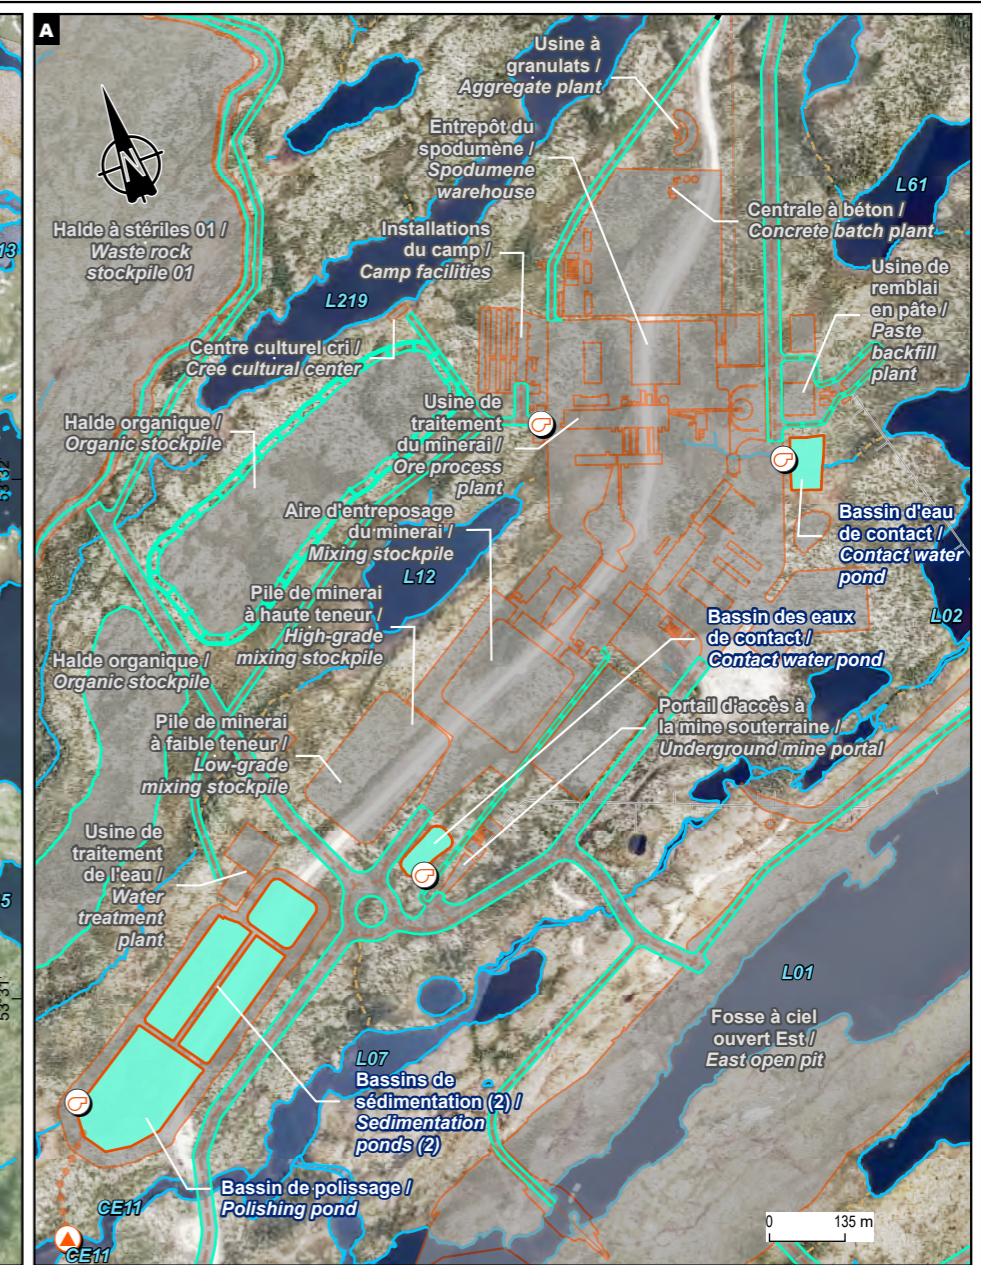 A
N
Usine à
granulats /
Aggregate plant
Entrepôt du
spodumène /
Spodumene
warehouse
L61
Centrale à béton /
Concrete batch plant
Halde à stériles 01 /
Waste rock
stockpile 01
13
Installations
du camp /
Camp facilities
Usine de
remblai
en pâte /
Paste
backfill
plant
L219
Centre culturel cri /
Cree cultural center
Halde organique /
Organic stockpile
Usine de
traitement
du minerai /
Ore process
plant
53°32'
Aire d'entreposage
du minerai /
Mixing stockpile
Bassin d'eau
de contact /
Contact water
pond
L12
Pile de minerai
à haute teneur /
High-grade
mixing stockpile
L02
Bassin des eaux
de contact /
Contact water pond
Halde organique /
Organic stockpile
Portail d'accès à
la mine souterraine /
Underground mine portal
Pile de minerai
à faible teneur /
Low-grade
mixing stockpile
Usine de
traitement
de l'eau /
Water
treatment
plant
5
53°31'
L01
Fosse à ciel
ouvert Est /
East open pit
L07
Bassins de
sédimentation (2) /
Sedimentation
ponds (2)
Bassin de polissage /
Polishing pond
CE11
CE11
0 135 m